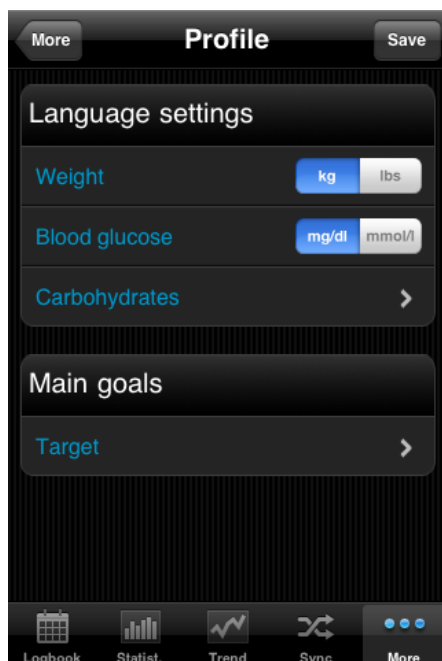 More Profile Save
Language settings
Weight kg lbs
Blood glucose mg/dl mmol/l
Carbohydrates
Main goals
Target
Logbook Statist. Trend Sync More